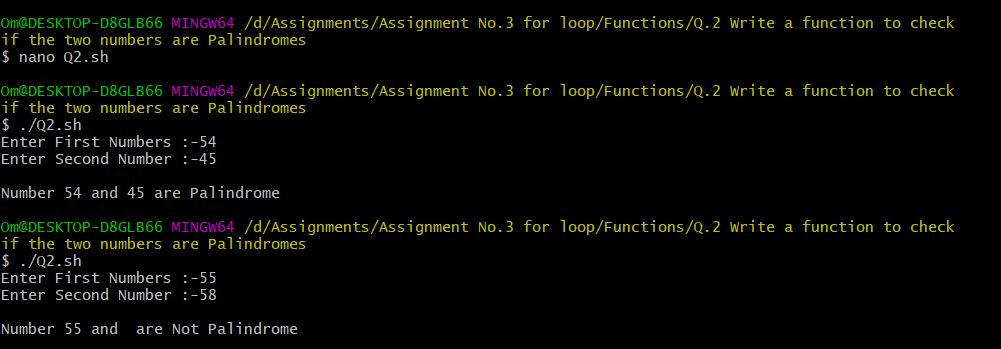 Om@DESKTOP-D8GLB66 MINGW64 /d/Assignments/Assignment No.3 for loop/Functions/Q.2 Write a function to check
if the two numbers are Palindromes
$ nano Q2.sh
Om@DESKTOP-D8GLB66 MINGW64 /d/Assignments/Assignment No.3 for loop/Functions/Q.2 Write a function to check
if the two numbers are Palindromes
$ ./Q2.sh
Enter First Numbers :-54
Enter Second Number :-45
Number 54 and 45 are Palindrome
Om@DESKTOP-D8GLB66 MINGW64 /d/Assignments/Assignment No.3 for loop/Functions/Q.2 Write a function to check
if the two numbers are Palindromes
$ ./Q2.sh
Enter First Numbers :-55
Enter Second Number :-58
Number 55 and  are Not Palindrome